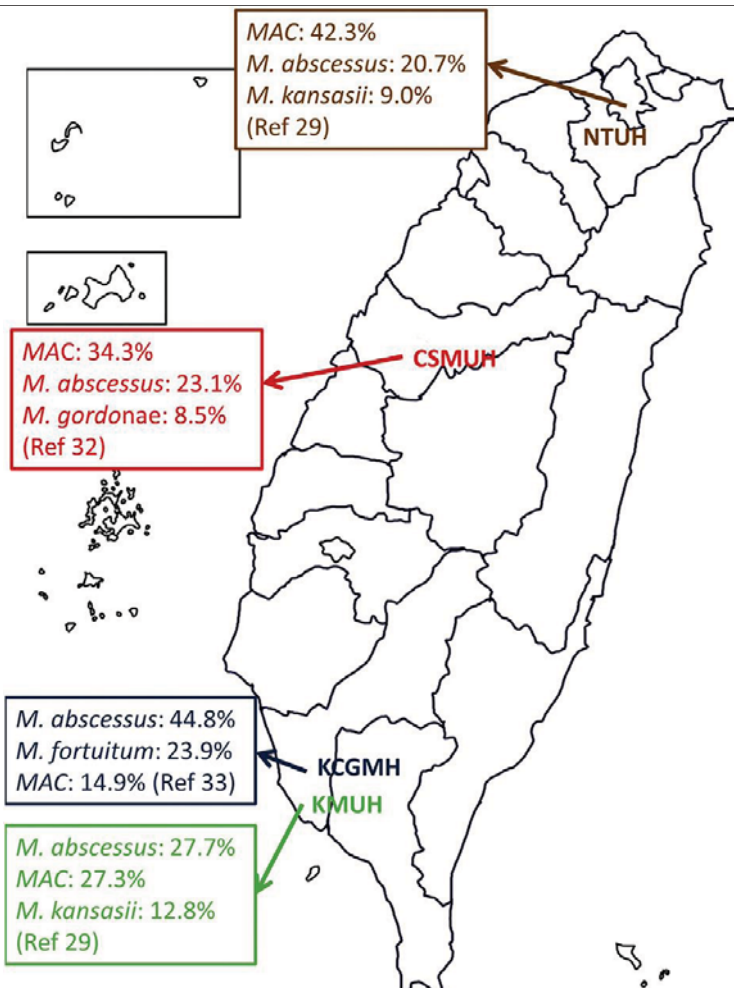 MAC: 42.3%
M. abscessus: 20.7%
M. kansasii: 9.0%
(Ref 29)
NTUH
MAC: 34.3%
M. abscessus: 23.1%
M. gordonae: 8.5%
(Ref 32)
CSMUH
M. abscessus: 44.8%
M. fortuitum: 23.9%
MAC: 14.9% (Ref 33)
KCGMH
KMUH
M. abscessus: 27.7%
MAC: 27.3%
M. kansasii: 12.8%
(Ref 29)